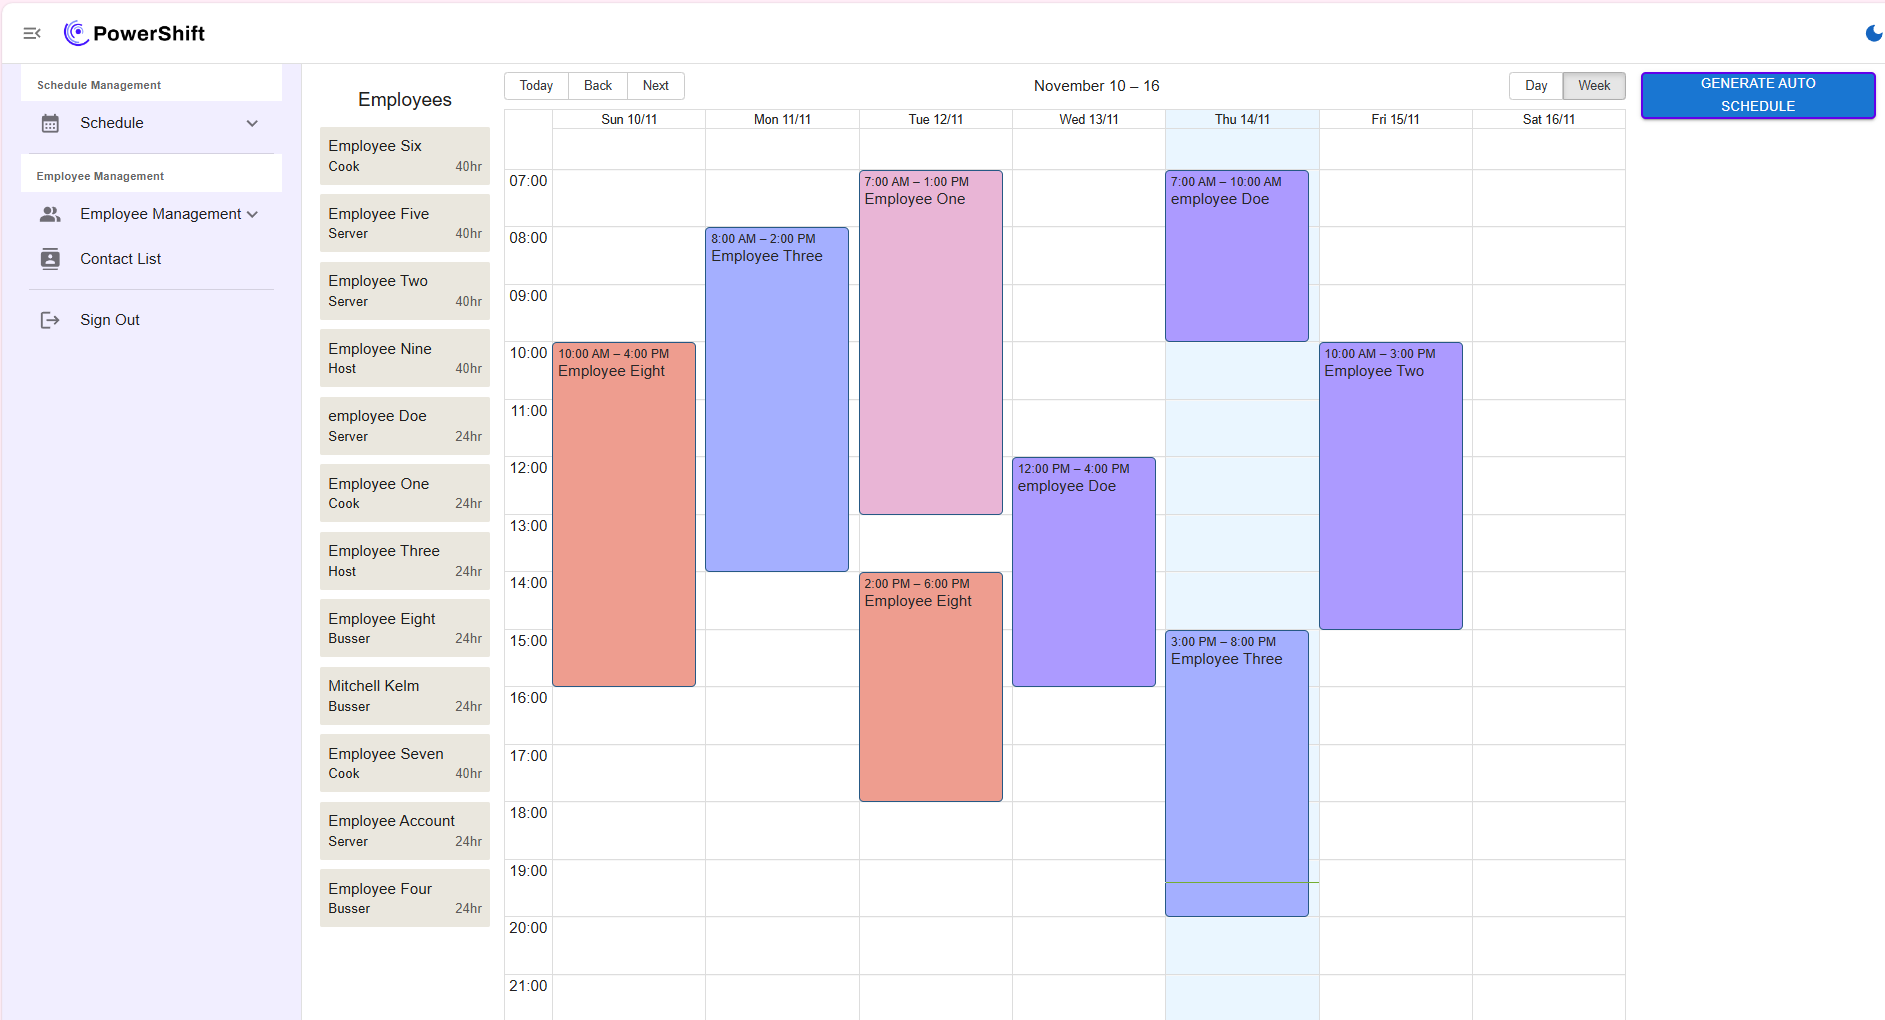 PowerShift
Schedule Management
Schedule
Employee Management
Employee Management
Contact List
Sign Out
Employees
Employee Six
Cook 40hr
Employee Five
Server 40hr
Employee Two
Server 40hr
Employee Nine
Host 40hr
employee Doe
Server 24hr
Employee One
Cook 24hr
Employee Three
Host 24hr
Employee Eight
Busser 24hr
Mitchell Kelm
Busser 24hr
Employee Seven
Cook 40hr
Employee Account
Server 24hr
Employee Four
Busser 24hr
Today Back Next
November 10 – 16
Day Week
Sun 10/11 Mon 11/11 Tue 12/11 Wed 13/11 Thu 14/11 Fri 15/11 Sat 16/11
07:00
08:00
09:00
10:00
11:00
12:00
13:00
14:00
15:00
16:00
17:00
18:00
19:00
20:00
21:00
10:00 AM – 4:00 PM
Employee Eight
8:00 AM – 2:00 PM
Employee Three
7:00 AM – 1:00 PM
Employee One
2:00 PM – 6:00 PM
Employee Eight
12:00 PM – 4:00 PM
employee Doe
7:00 AM – 10:00 AM
employee Doe
3:00 PM – 8:00 PM
Employee Three
10:00 AM – 3:00 PM
Employee Two
GENERATE AUTO
SCHEDULE